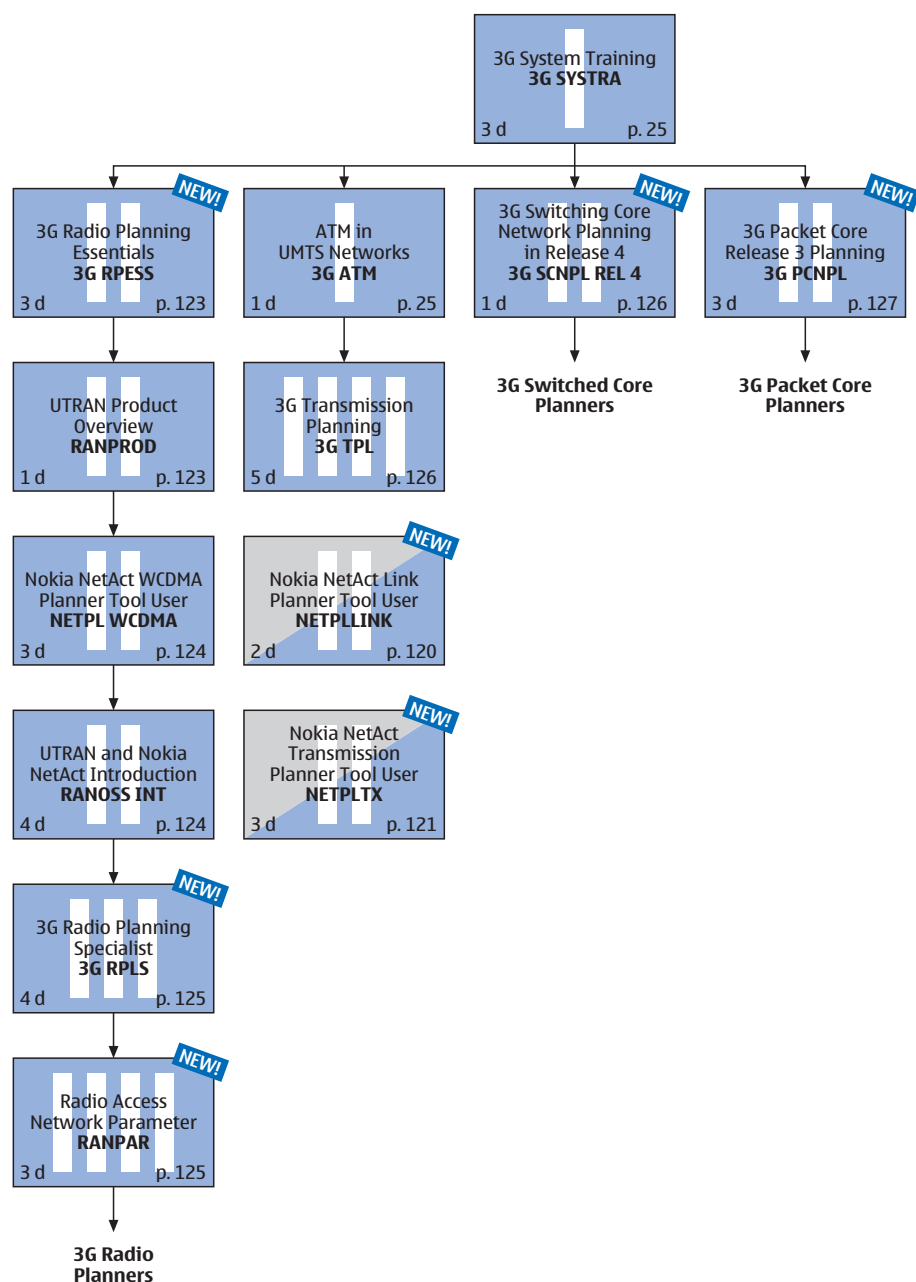 3G System Training
3G SYSTRA
3 d
p. 25
NEW!
3G Radio Planning
Essentials
3G RPESS
3 d
p. 123
ATM in
UMTS Networks
3G ATM
1 d
p. 25
NEW!
3G Switching Core
Network Planning
in Release 4
3G SCNPL REL 4
1 d
p. 126
NEW!
3G Packet Core
Release 3 Planning
3G PCNPL
3 d
p. 127
UTRAN Product
Overview
RANPROD
1 d
p. 123
3G Transmission
Planning
3G TPL
5 d
p. 126
3G Switched Core
Planners
3G Packet Core
Planners
Nokia NetAct WCDMA
Planner Tool User
NETPL WCDMA
3 d
p. 124
NEW!
Nokia NetAct Link
Planner Tool User
NETPLLINK
2 d
p. 120
UTRAN and Nokia
NetAct Introduction
RANOSS INT
4 d
p. 124
NEW!
Nokia NetAct
Transmission
Planner Tool User
NETPLTX
3 d
p. 121
NEW!
3G Radio Planning
Specialist
3G RPLS
4 d
p. 125
NEW!
Radio Access
Network Parameter
RANPAR
3 d
p. 125
3G Radio
Planners